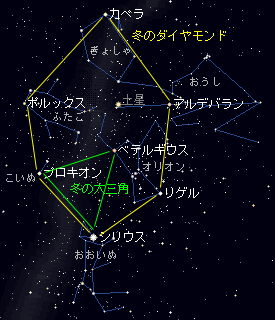 カペラ
冬のダイヤモンド
ぎょしゃ
おうし
ポルックス
土星
アルデバラン
ふたご
ベテルギウス
オリオン
こいぬ
プロキオン
冬の大三角
リゲル
シリウス
おおいぬ